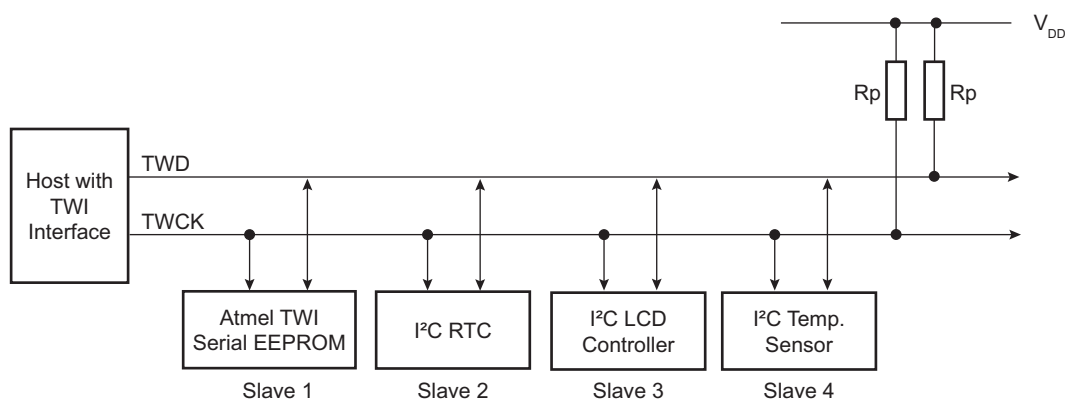 V_DD
Rp Rp
Host with
TWI
Interface
TWD
TWCK
Atmel TWI
Serial EEPROM
I²C RTC
I²C LCD
Controller
I²C Temp.
Sensor
Slave 1
Slave 2
Slave 3
Slave 4